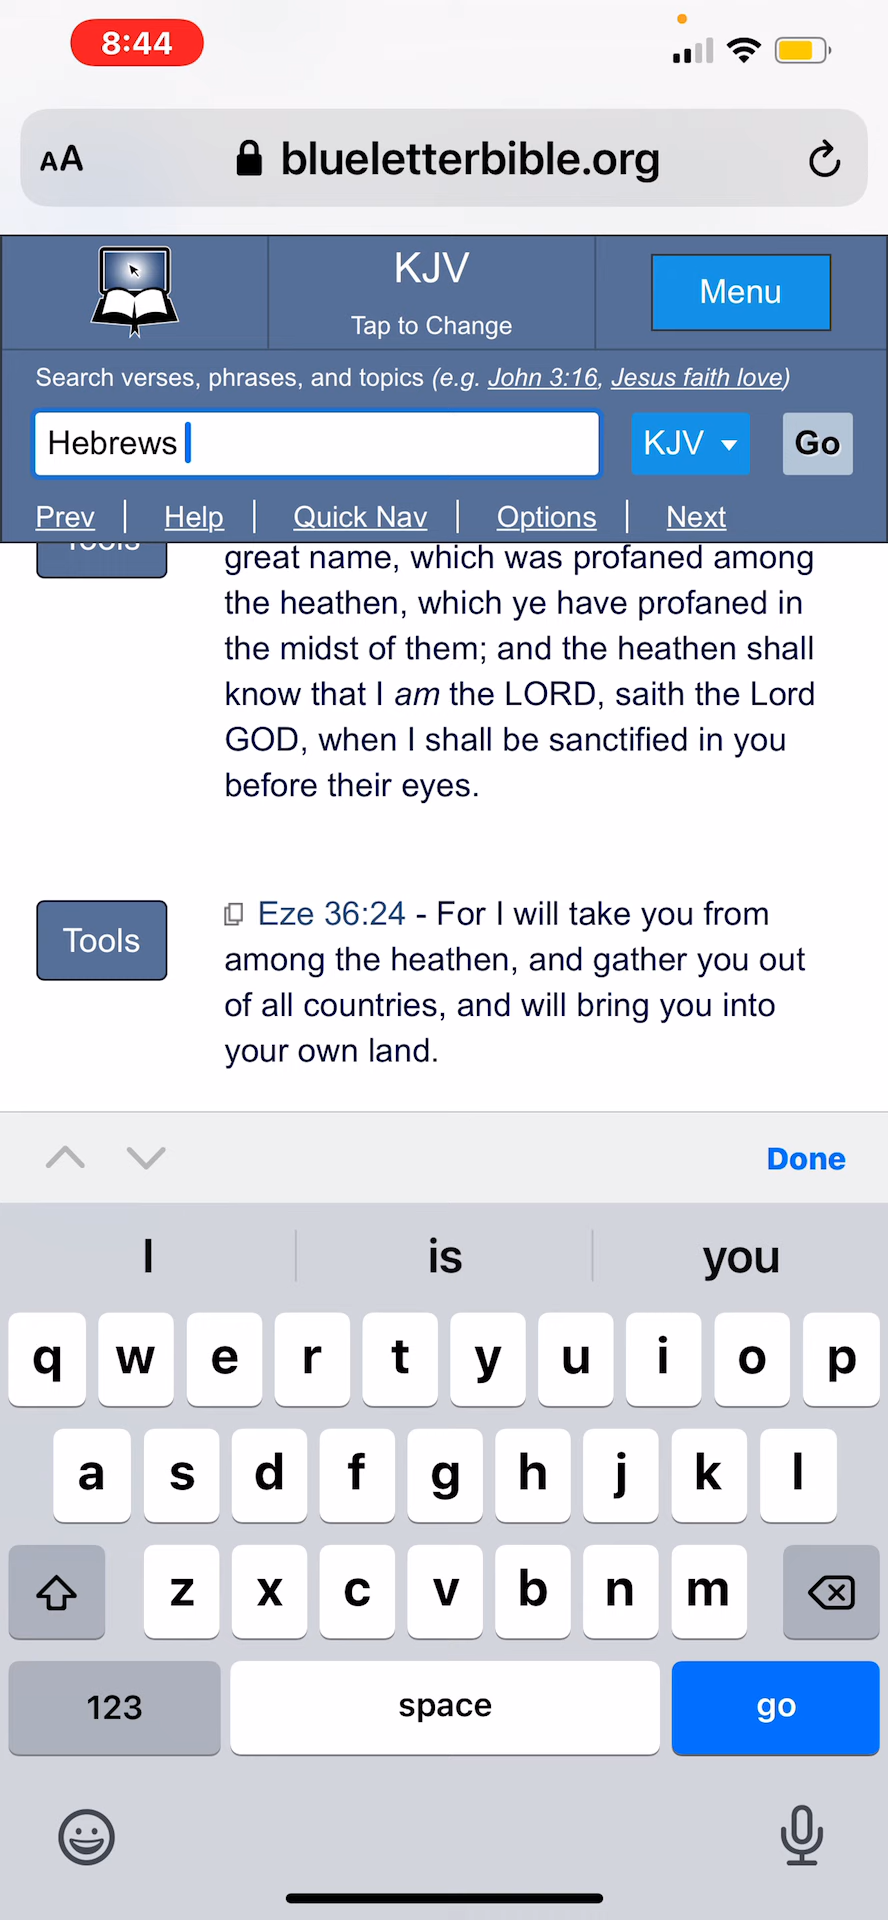 8:44
AA blueletterbible.org
KJV
Tap to Change
Menu
Search verses, phrases, and topics (e.g. John 3:16, Jesus faith love)
Hebrews
KJV
Go
Prev | Help | Quick Nav | Options | Next
Tools
great name, which was profaned among
the heathen, which ye have profaned in
the midst of them; and the heathen shall
know that I am the LORD, saith the Lord
GOD, when I shall be sanctified in you
before their eyes.
Tools
Eze 36:24 - For I will take you from
among the heathen, and gather you out
of all countries, and will bring you into
your own land.
Done
I is you
q w e r t y u i o p
a s d f g h j k l
z x c v b n m
123 space go